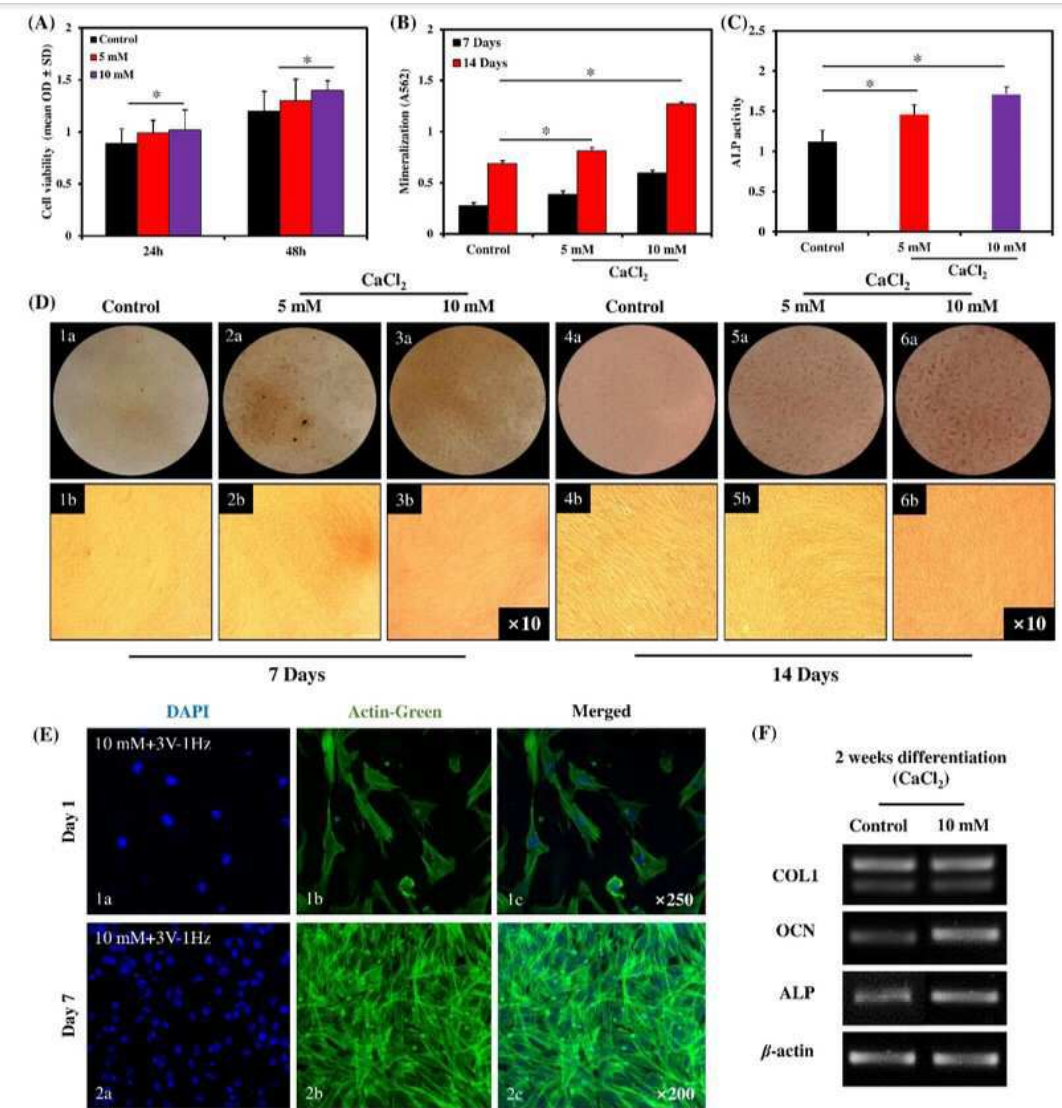 (A)
Cell viability (mean OD ± SD)
2
1.5
1
0.5
0
Control
5 mM
10 mM
*
*
24h
48h
(B)
Mineralization (A562)
2
1.5
1
0.5
0
7 Days
14 Days
*
*
Control
5 mM
10 mM
CaCl₂
(C)
ALP activity
2.5
2
1.5
1
0.5
0
*
*
Control
5 mM
10 mM
CaCl₂
(D)
CaCl₂
CaCl₂
Control
5 mM
10 mM
Control
5 mM
10 mM
1a
2a
3a
4a
5a
6a
1b
2b
3b
4b
5b
6b
×10
×10
7 Days
14 Days
(E)
DAPI
Actin-Green
Merged
Day 1
10 mM+3V-1Hz
1a
1b
1c
×250
Day 7
10 mM+3V-1Hz
2a
2b
2c
×200
(F)
2 weeks differentiation
(CaCl₂)
Control
10 mM
COL1
OCN
ALP
β-actin